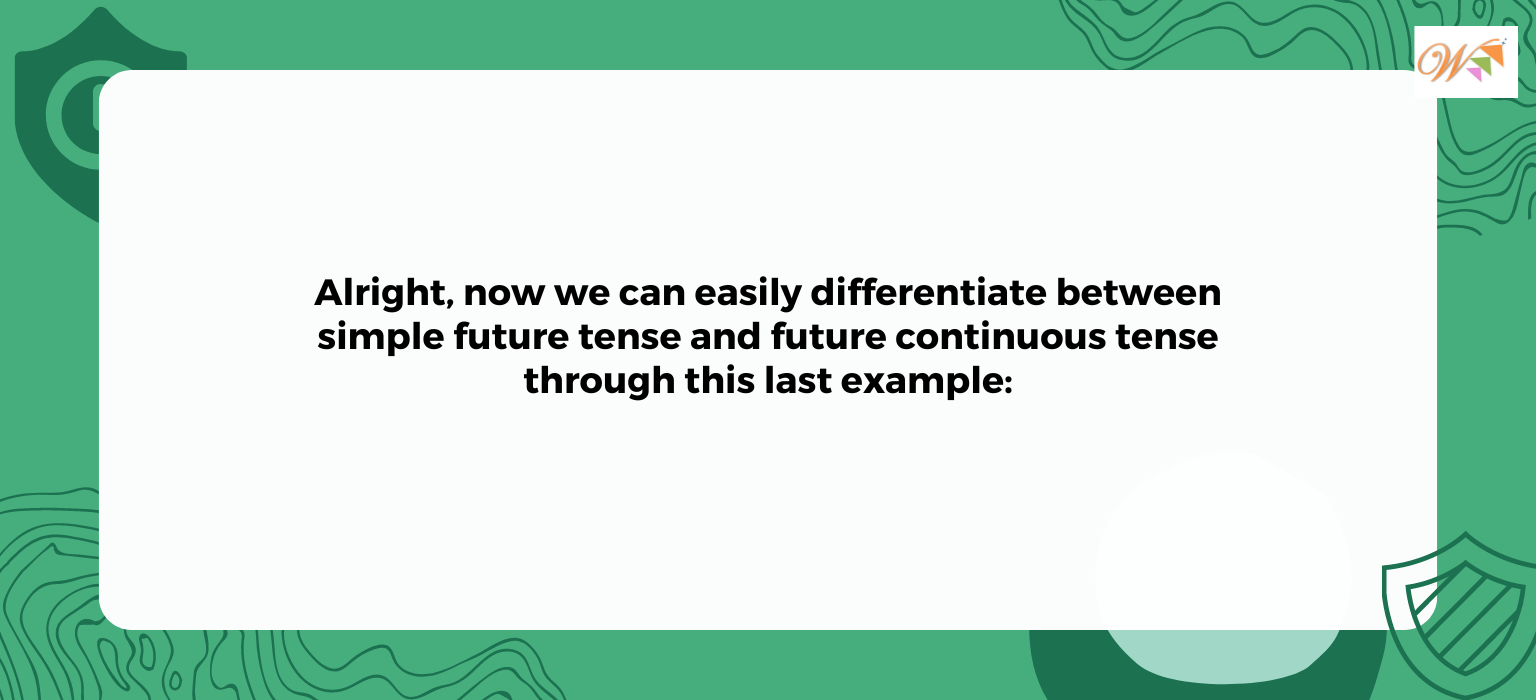 W
Alright, now we can easily differentiate between
simple future tense and future continuous tense
through this last example: